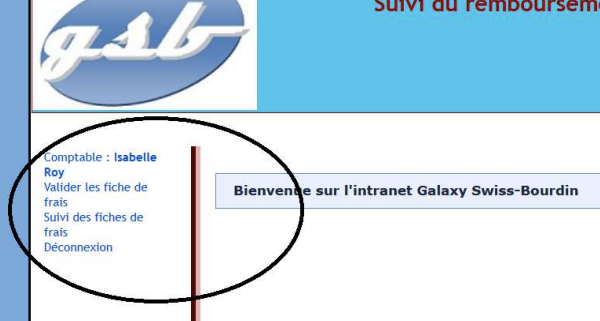 gsb
Suivi du remboursem
Comptable : Isabelle
Roy
Valider les fiche de
frais
Suivi des fiches de
frais
Déconnexion
Bienvenue sur l'intranet Galaxy Swiss-Bourdin